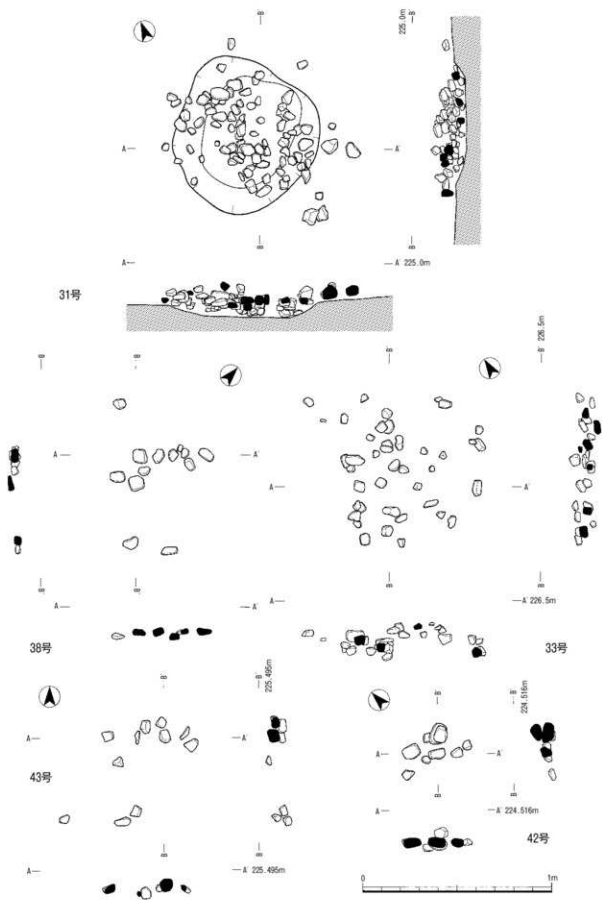 B
225.0m
B'
A
A'
B
B'
A
A' 225.0m
31号
B'
B'
B'
226.5m
B'
A
A'
A
A'
B
B
B
B
A
A'
A
A' 226.5m
38号
33号
B'
225.495m
B'
B'
224.516m
B'
A
A'
A
A'
43号
B
B
A
A' 224.516m
42号
B
B
A
A' 225.495m
0
1m